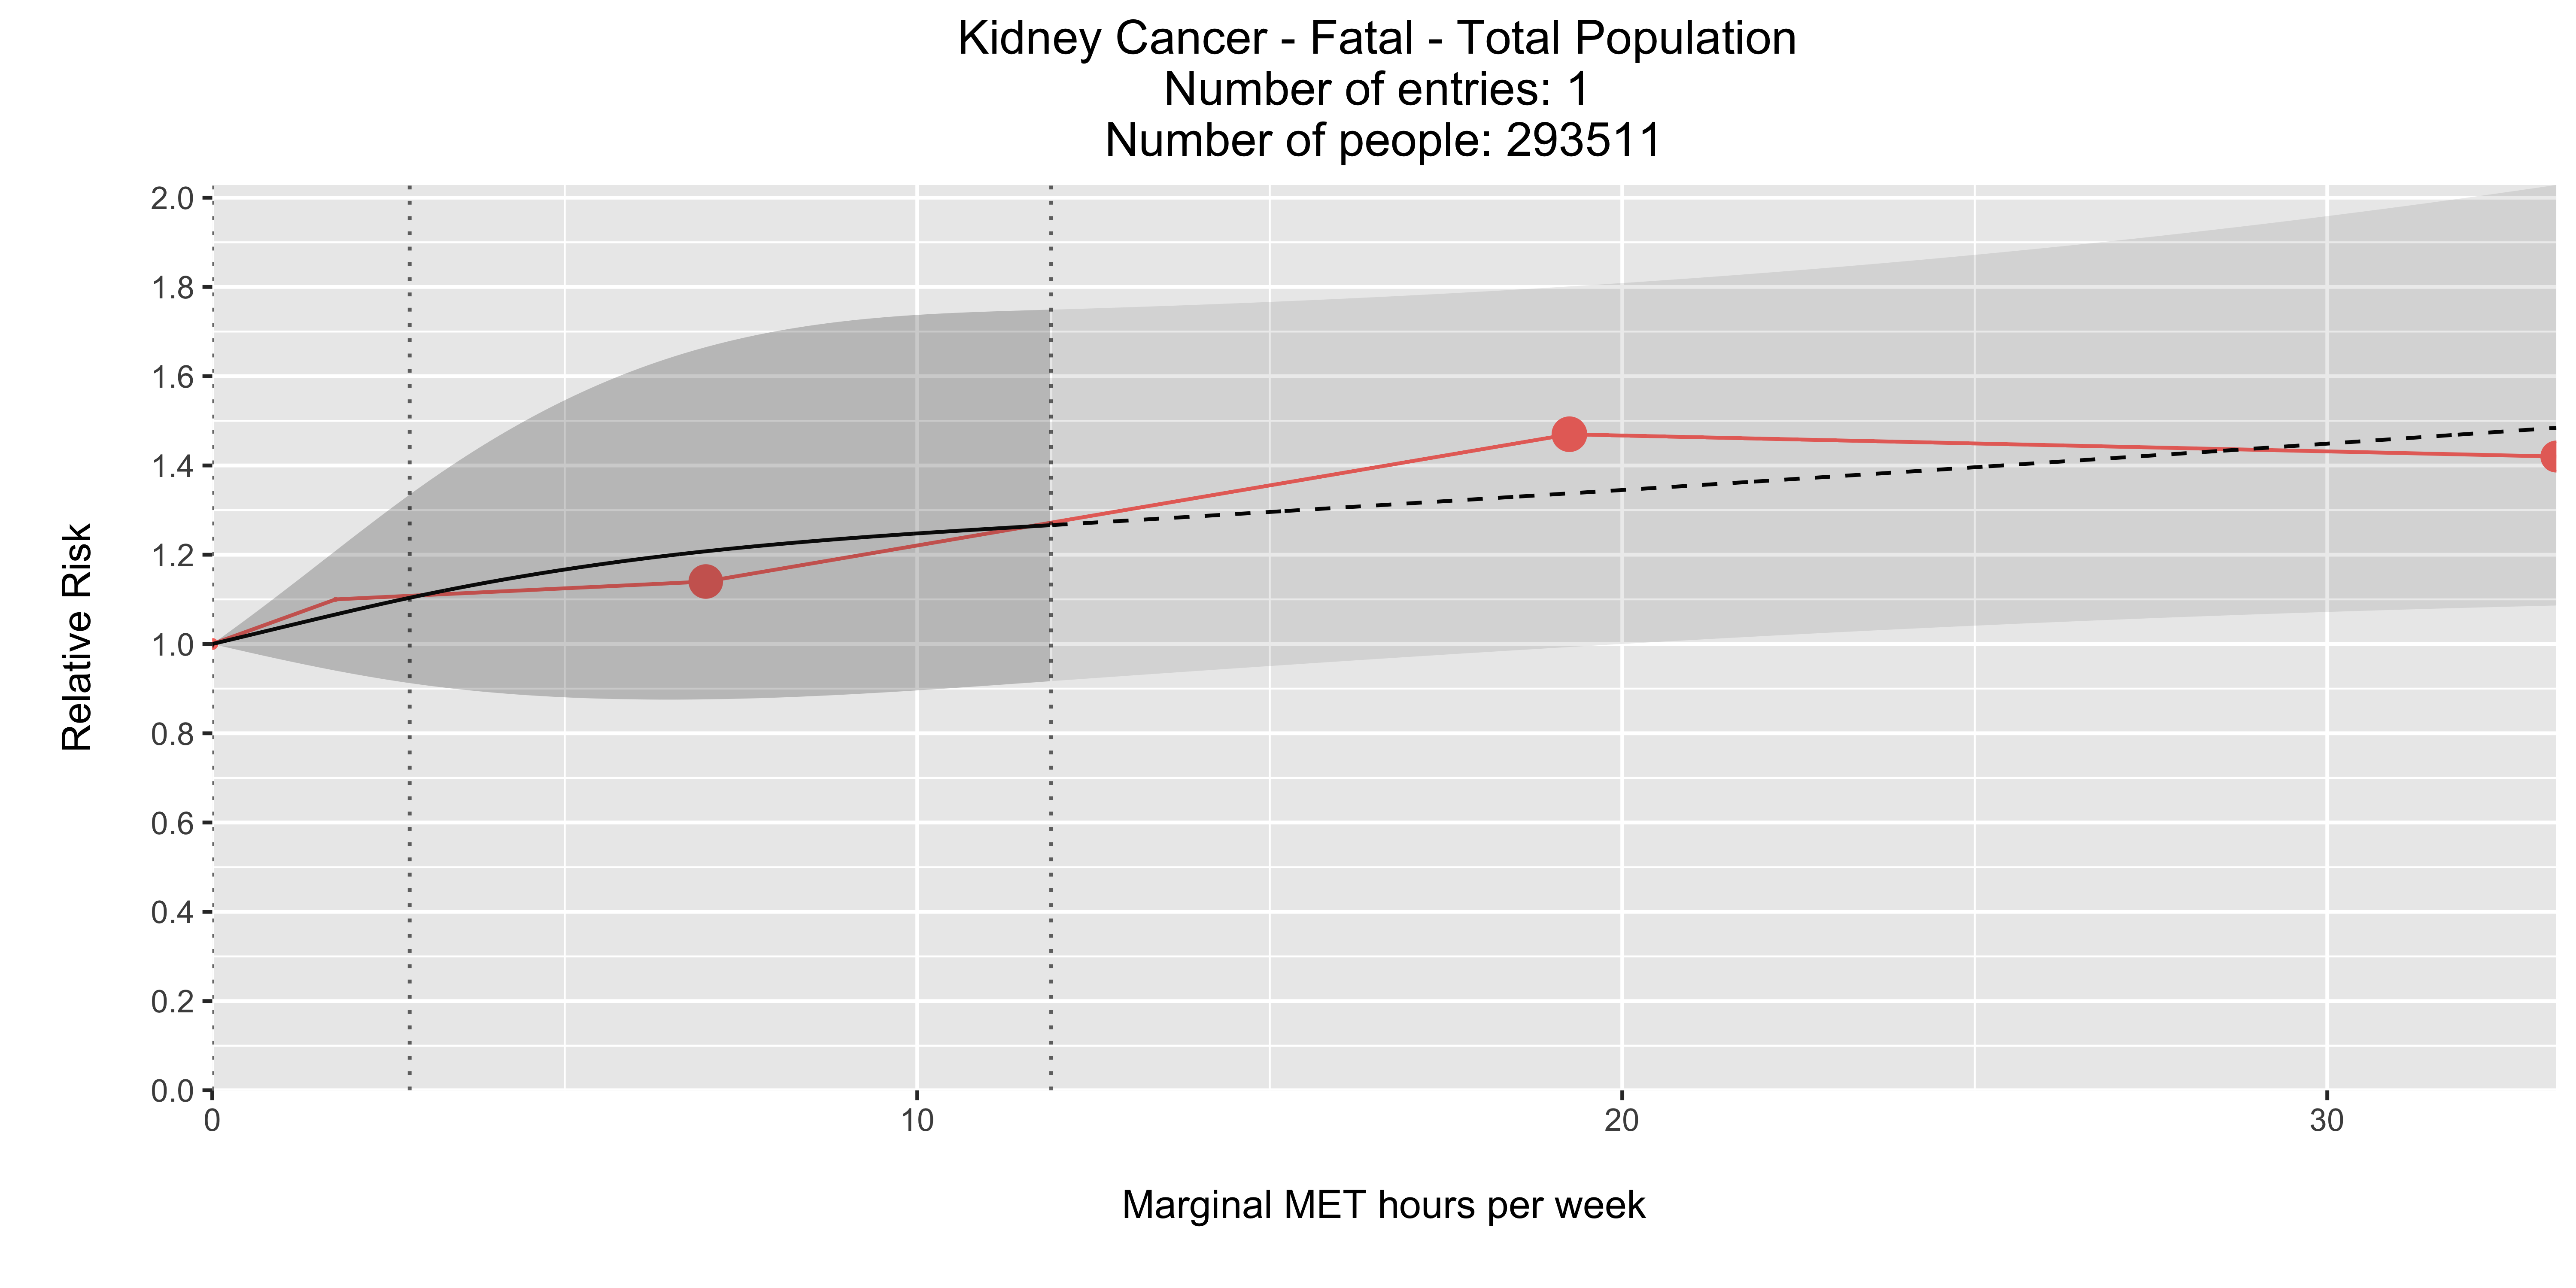 Kidney Cancer - Fatal - Total Population
Number of entries: 1
Number of people: 293511
2.0
1.8
1.6
1.4
1.2
1.0
0.8
0.6
0.4
0.2
0.0
Relative Risk
0 10 20 30
Marginal MET hours per week